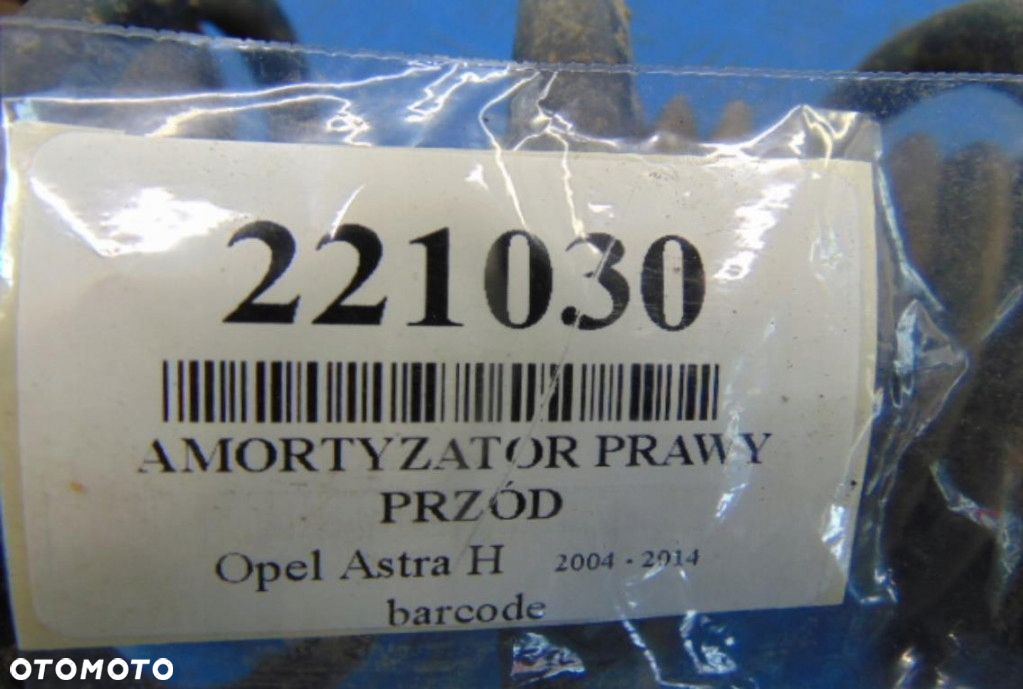 221030
AMORTYZATOR PRAWY
PRZÓD
Opel Astra H 2004 - 2014
barcode
OTOMOTO